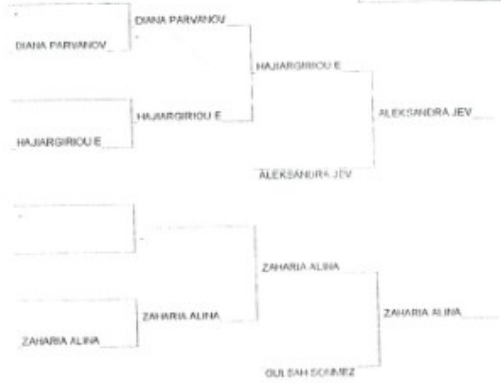 DIANA PARVANOV
DIANA PARVANOV
HAJIARGIRIOU E
HAJIARGIRIOU E
ALEKSANDRA JEV
HAJIARGIRIOU E
ALEKSANDRA JEV
ZAHARIA ALINA
ZAHARIA ALINA
ZAHARIA ALINA
ZAHARIA ALINA
GULSAH SONMEZ